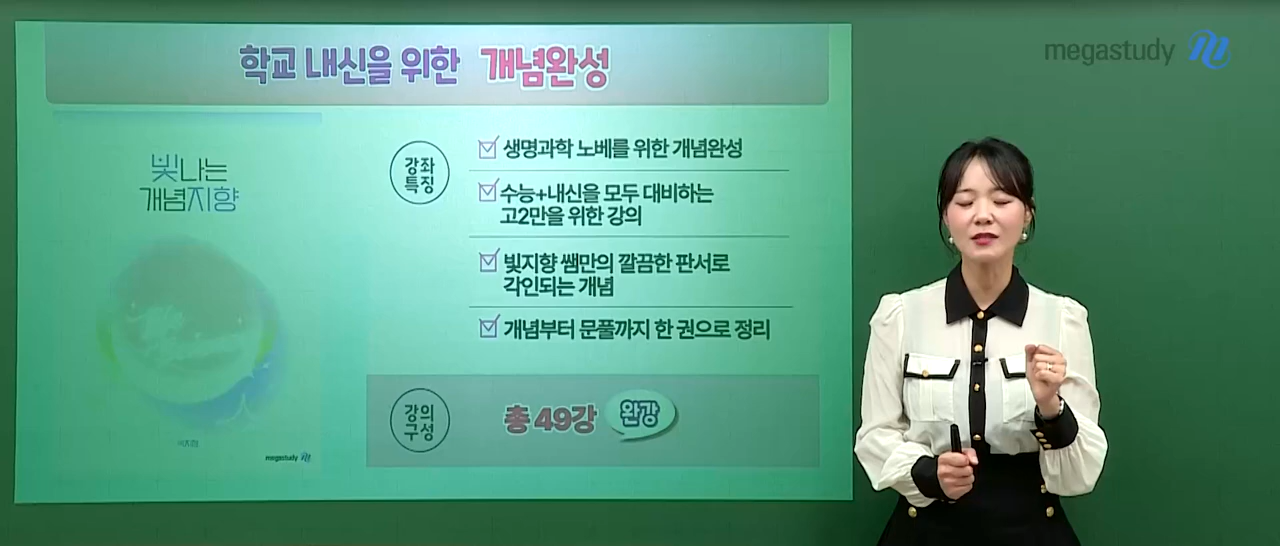 학교 내신을 위한 개념완성
megastudy
빛나는
개념지향
강좌
특징
생명과학 노베를 위한 개념완성
수능+내신을 모두 대비하는
고2만을 위한 강의
빛지향 쌤만의 깔끔한 판서로
각인되는 개념
개념부터 문풀까지 한 권으로 정리
강의
구성
총 49강 완강
megastudy